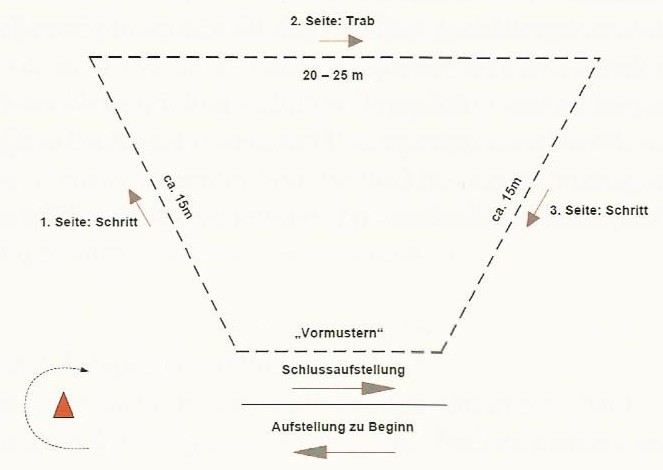 2. Seite: Trab
20 – 25 m
ca. 15m
ca. 15m
1. Seite: Schritt
3. Seite: Schritt
„Vormustern“
Schlussaufstellung
Aufstellung zu Beginn